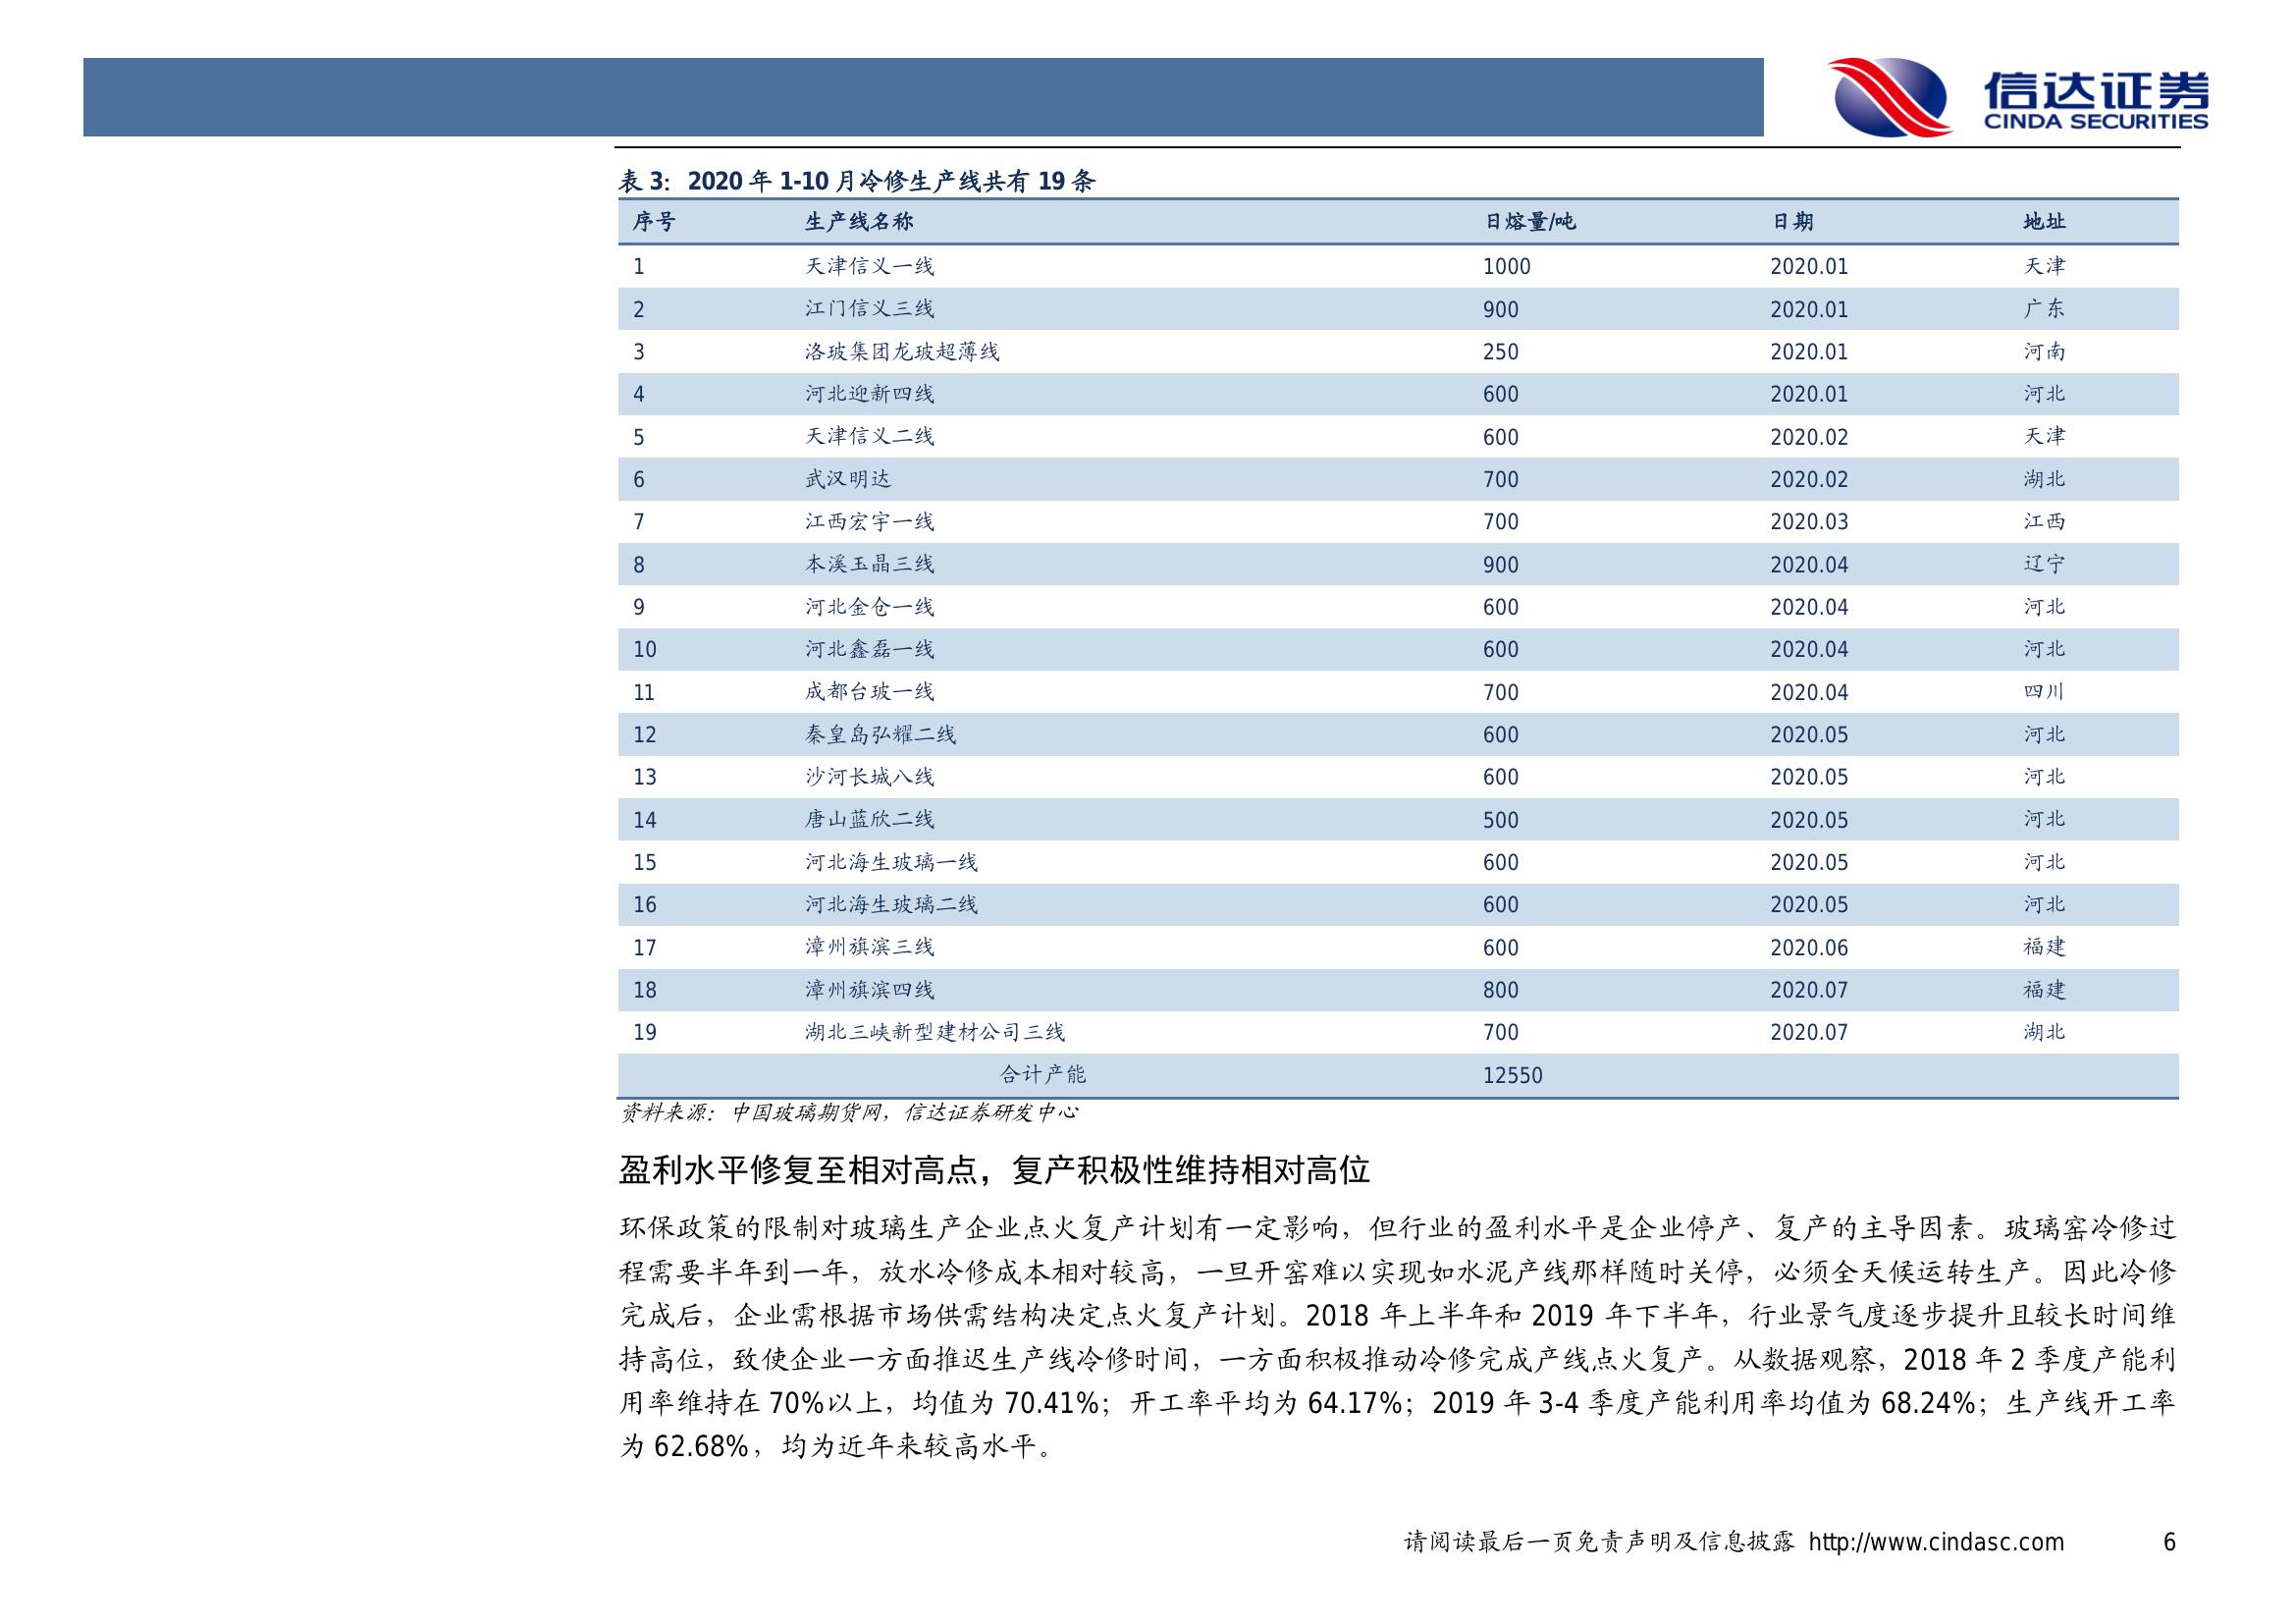 信达证券
CINDA SECURITIES
表 3：2020 年 1-10 月冷修生产线共有 19 条
序号 生产线名称 日熔量/吨 日期 地址
1 天津信义一线 1000 2020.01 天津
2 江门信义三线 900 2020.01 广东
3 洛玻集团龙玻超薄线 250 2020.01 河南
4 河北迎新四线 600 2020.01 河北
5 天津信义二线 600 2020.02 天津
6 武汉明达 700 2020.02 湖北
7 江西宏宇一线 700 2020.03 江西
8 本溪玉晶三线 900 2020.04 辽宁
9 河北金仓一线 600 2020.04 河北
10 河北鑫磊一线 600 2020.04 河北
11 成都台玻一线 700 2020.04 四川
12 秦皇岛弘耀二线 600 2020.05 河北
13 沙河长城八线 600 2020.05 河北
14 唐山蓝欣二线 500 2020.05 河北
15 河北海生玻璃一线 600 2020.05 河北
16 河北海生玻璃二线 600 2020.05 河北
17 漳州旗滨三线 600 2020.06 福建
18 漳州旗滨四线 800 2020.07 福建
19 湖北三峡新型建材公司三线 700 2020.07 湖北
合计产能 12550
资料来源：中国玻璃期货网，信达证券研发中心
盈利水平修复至相对高点，复产积极性维持相对高位
环保政策的限制对玻璃生产企业点火复产计划有一定影响，但行业的盈利水平是企业停产、复产的主导因素。玻璃窑冷修过
程需要半年到一年，放水冷修成本相对较高，一旦开窑难以实现如水泥产线那样随时关停，必须全天候运转生产。因此冷修
完成后，企业需根据市场供需结构决定点火复产计划。2018 年上半年和 2019 年下半年，行业景气度逐步提升且较长时间维
持高位，致使企业一方面推迟生产线冷修时间，一方面积极推动冷修完成产线点火复产。从数据观察，2018 年 2 季度产能利
用率维持在 70%以上，均值为 70.41%；开工率平均为 64.17%；2019 年 3-4 季度产能利用率均值为 68.24%；生产线开工率
为 62.68%，均为近年来较高水平。
请阅读最后一页免责声明及信息披露 http://www.cindasc.com 6